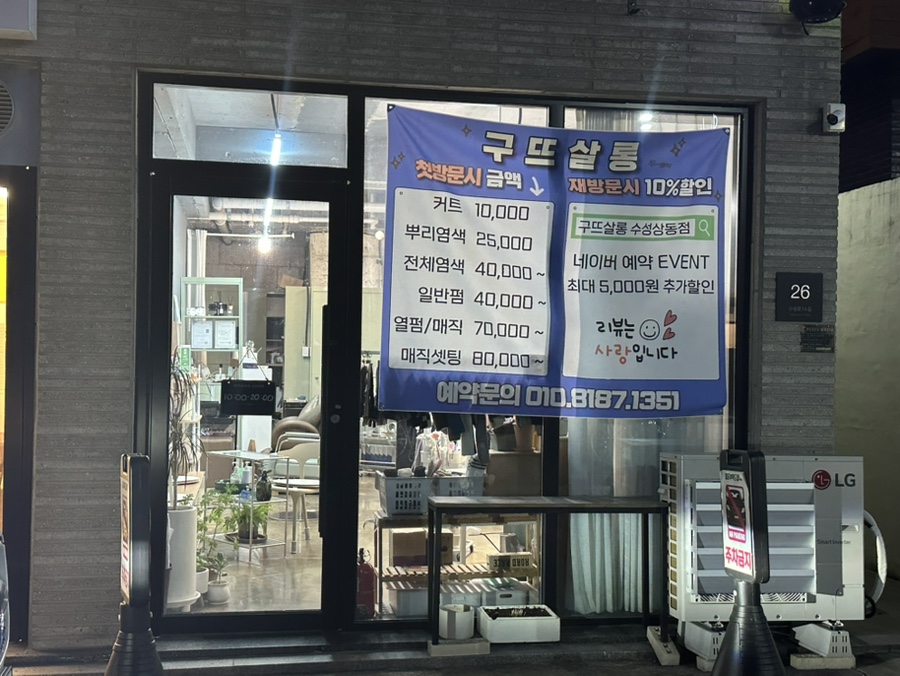 구뜨살롱
첫방문시 금액
커트 10,000
뿌리염색 25,000
전체염색 40,000~
일반펌 40,000~
열펌/매직 70,000~
매직셋팅 80,000~
재방문시 10%할인
구뜨살롱 수성상동점
네이버 예약 EVENT
최대 5,000원 추가할인
리뷰는
사랑입니다
예약문의 010.8187.1351
10:00-20:00
26
LG
주차금지